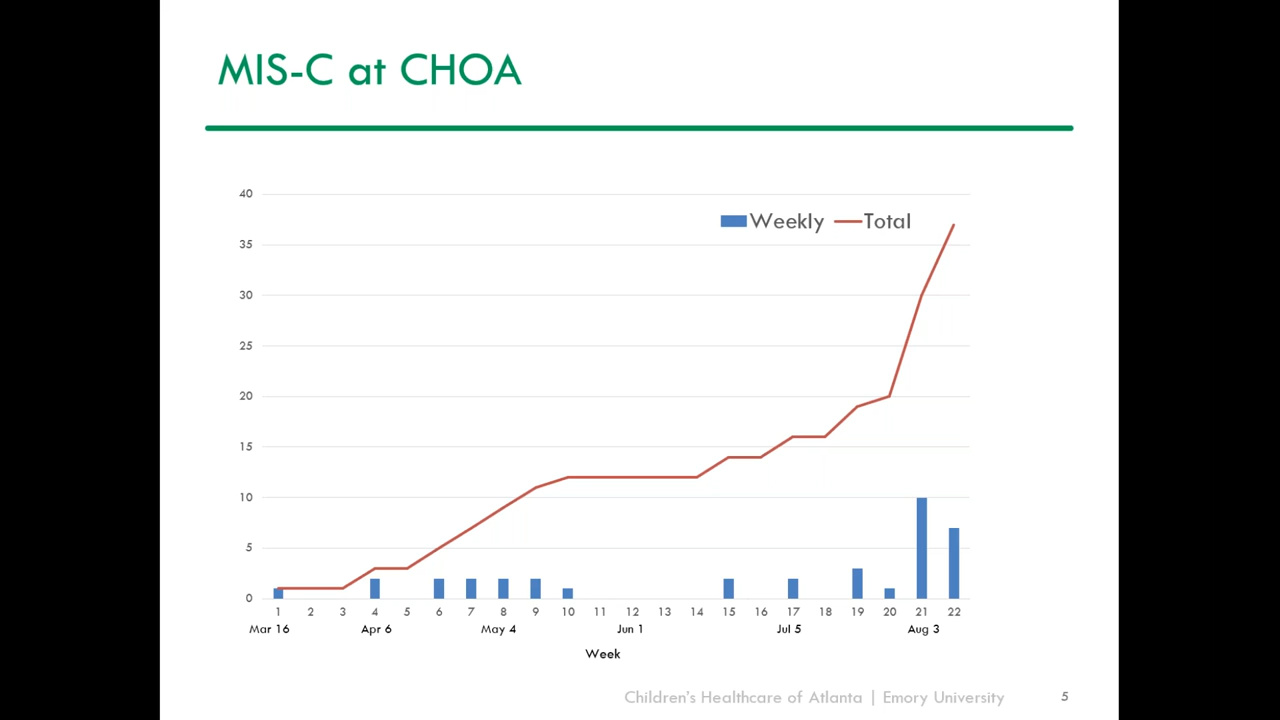 MIS-C at CHOA
40
Weekly Total
35
30
25
20
15
10
5
0
1 2 3 4 5 6 7 8 9 10 11 12 13 14 15 16 17 18 19 20 21 22
Mar 16 Apr 6 May 4 Jun 1 Jul 5 Aug 3
Week
Children's Healthcare of Atlanta | Emory University 5